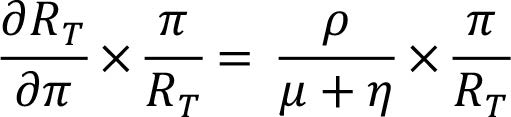 ∂R_T/∂π × π/R_T = ρ/(μ + η) × π/R_T